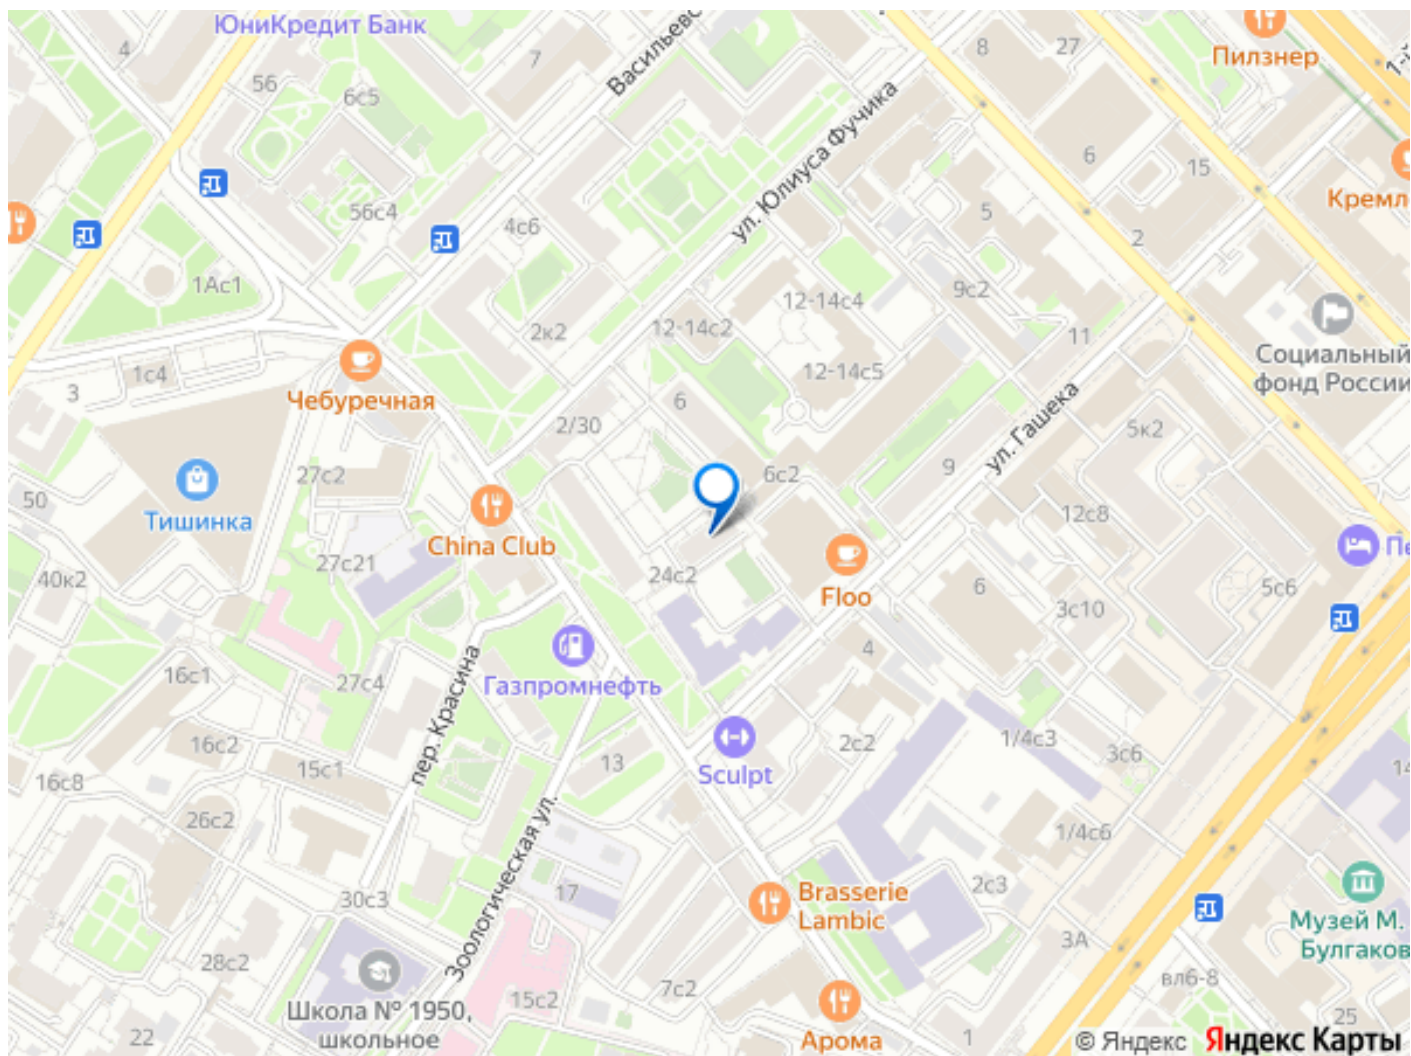 ЮниКредит Банк
4
7
8
27
Пилзнер
1-й
56
6с5
Васильевс
ул. Юлиуса Фучика
6
15
Кремл
56с4
4с6
5
2
1Ас1
9с2
12-14с4
2к2
12-14с2
11
Социальный
фонд России
1с4
3
Чебуречная
12-14с5
6
2/30
ул. Гашека
5к2
27с2
6с2
9
50
Тишинка
China Club
12с8
Пе
27с21
40к2
24с2
Floo
6
5с6
3с10
4
16с1
27с4
пер. Красина
Газпромнефть
16с2
15с1
13
Sculpt
2с2
1/4с3
3с6
14
16с8
26с2
Зоологическая ул.
1/4с6
30с3
17
Brasserie
Lambic
2с3
Музей М.
Булгаков
3А
28с2
вл6-8
Школа № 1950,
школьное
15с2
7с2
25
22
Арома
1
© Яндекс Яндекс Карты